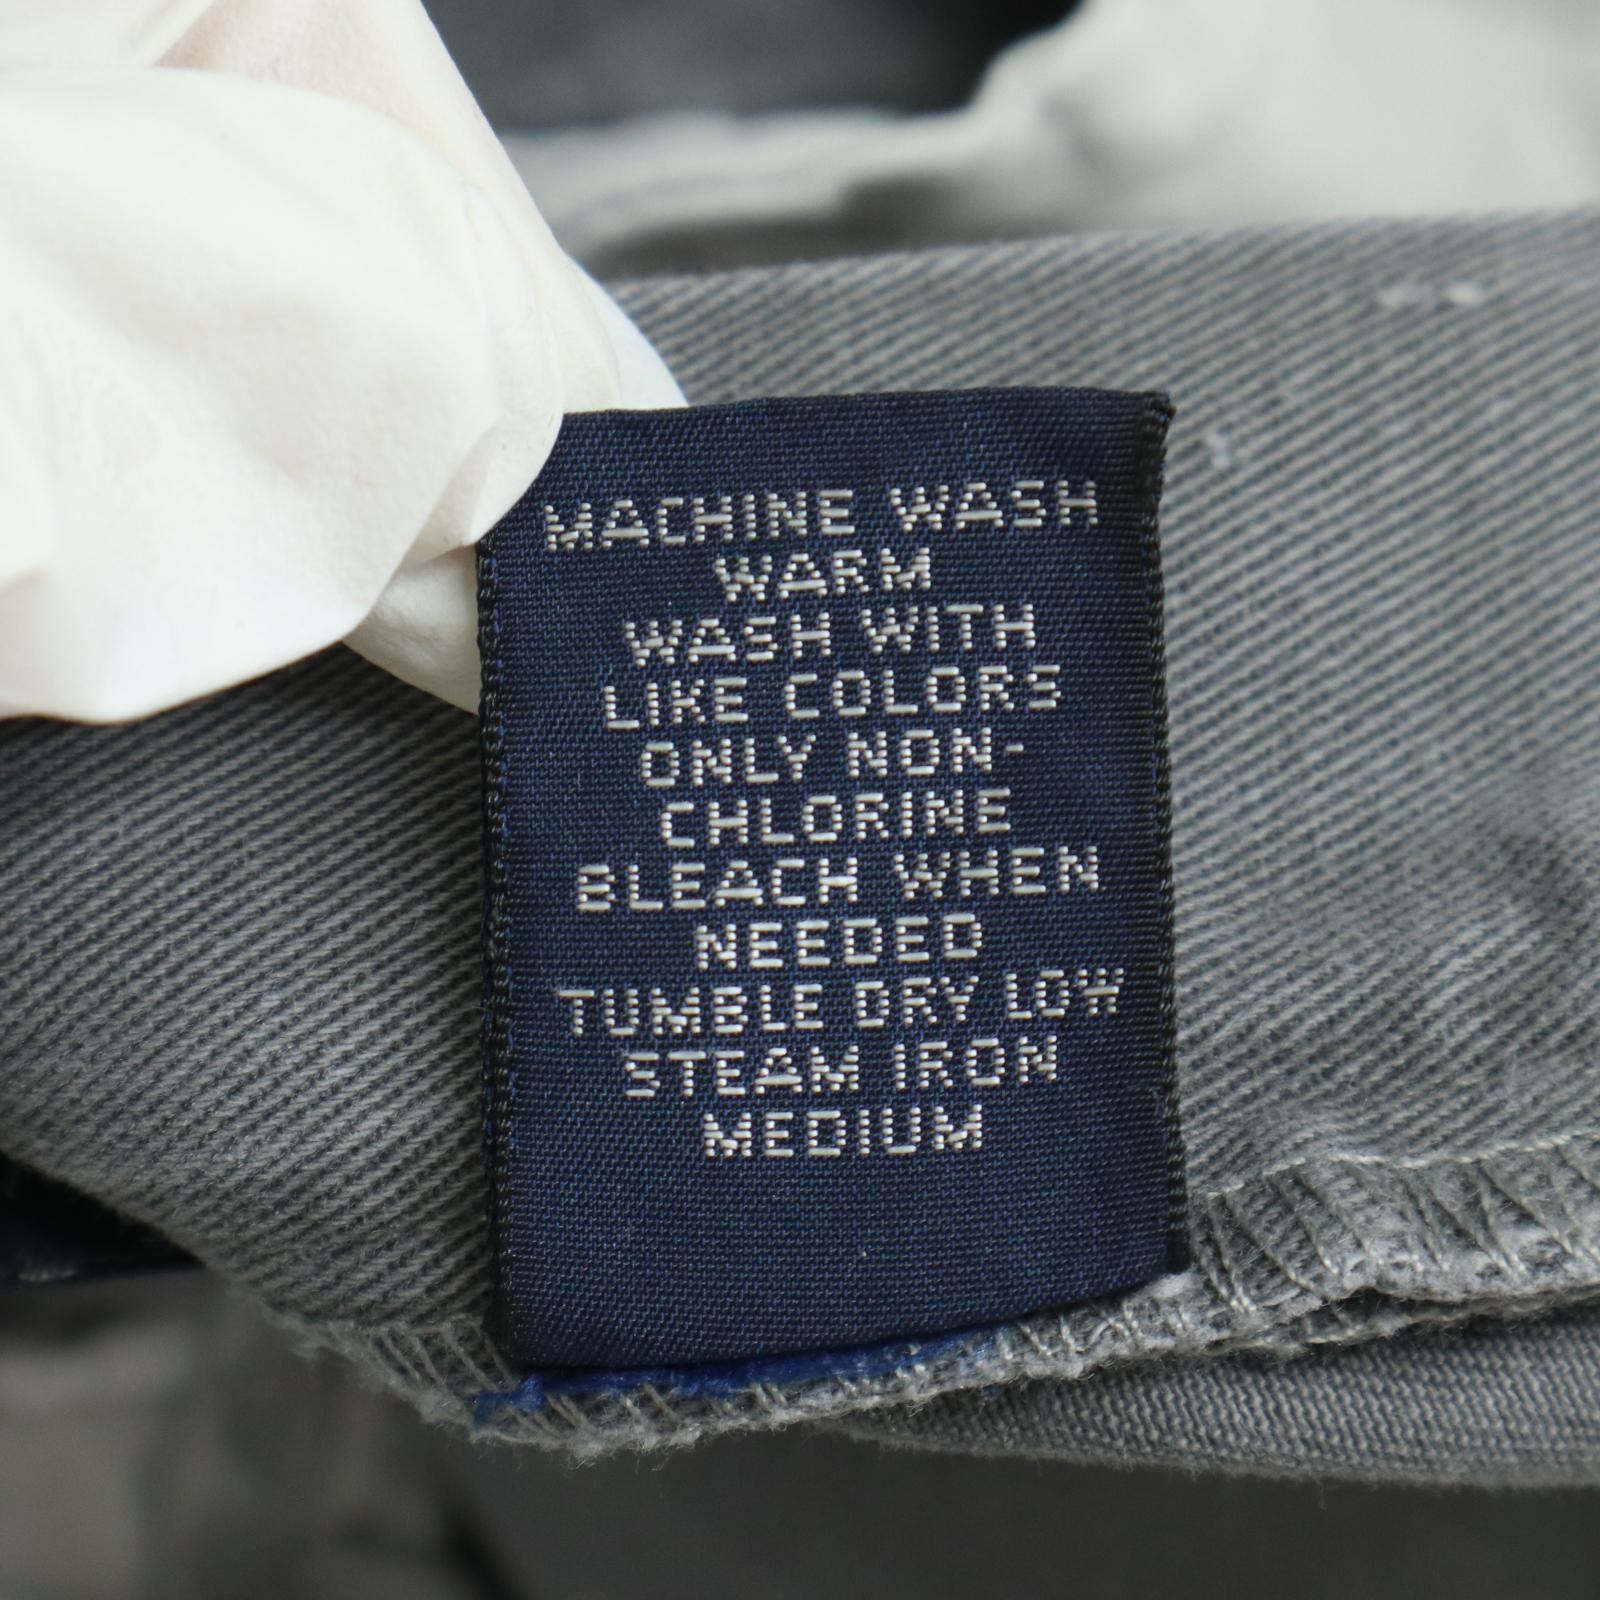 MACHINE WASH
WARM
WASH WITH
LIKE COLORS
ONLY NON-
CHLORINE
BLEACH WHEN
NEEDED
TUMBLE DRY LOW
STEAM IRON
MEDIUM